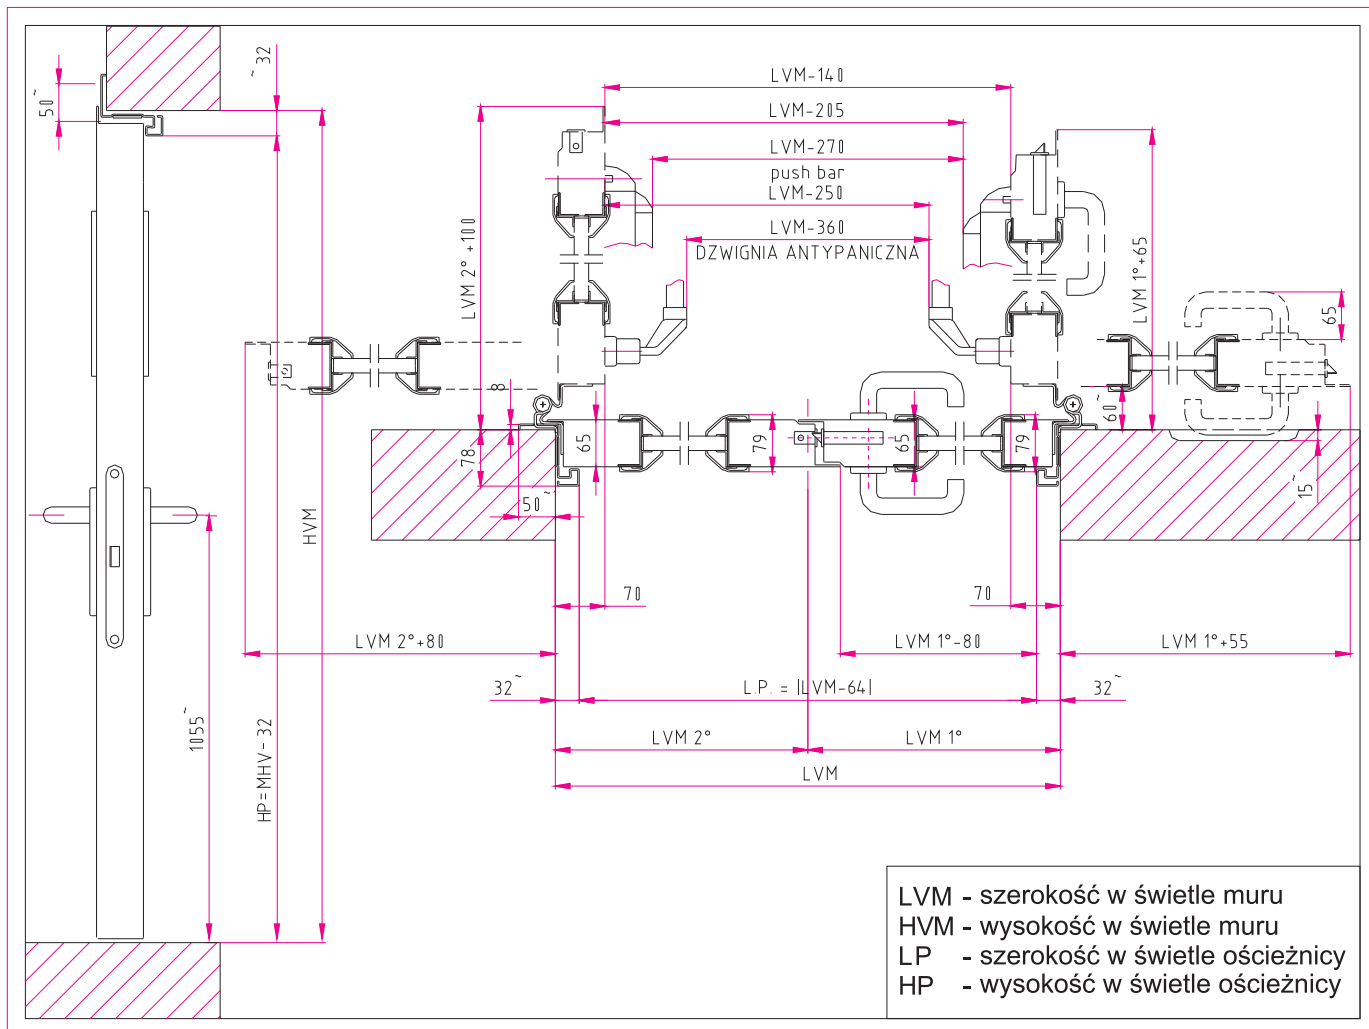 ~ 32
50~
LVM-140
LVM-205
LVM-270
push bar
LVM-250
LVM-360
DZWIGNIA ANTYPANICZNA
LVM 2° +100
LVM 1°+65
65
8
60~
65
79
65
79
78
50~
15~
HVM
70
70
LVM 2°+80
LVM 1°-80
LVM 1°+55
32~
L.P. = |LVM-64|
32~
1055~
HP=MHV-32
LVM 2°
LVM 1°
LVM
LVM - szerokość w świetle muru
HVM - wysokość w świetle muru
LP - szerokość w świetle ościeżnicy
HP - wysokość w świetle ościeżnicy